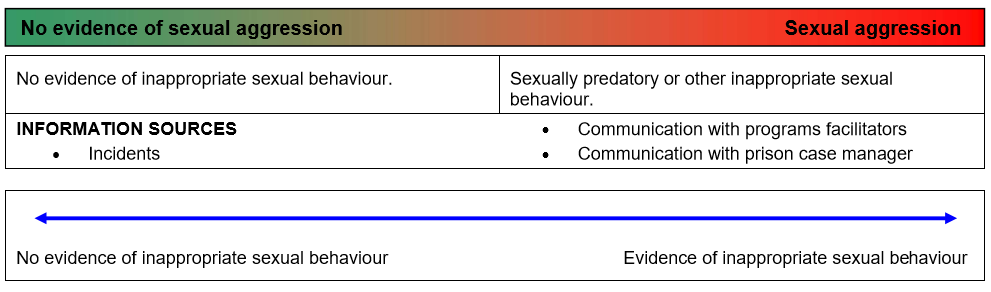 No evidence of sexual aggression Sexual aggression
No evidence of inappropriate sexual behaviour.
Sexually predatory or other inappropriate sexual
behaviour.
INFORMATION SOURCES
• Incidents
• Communication with programs facilitators
• Communication with prison case manager
No evidence of inappropriate sexual behaviour Evidence of inappropriate sexual behaviour